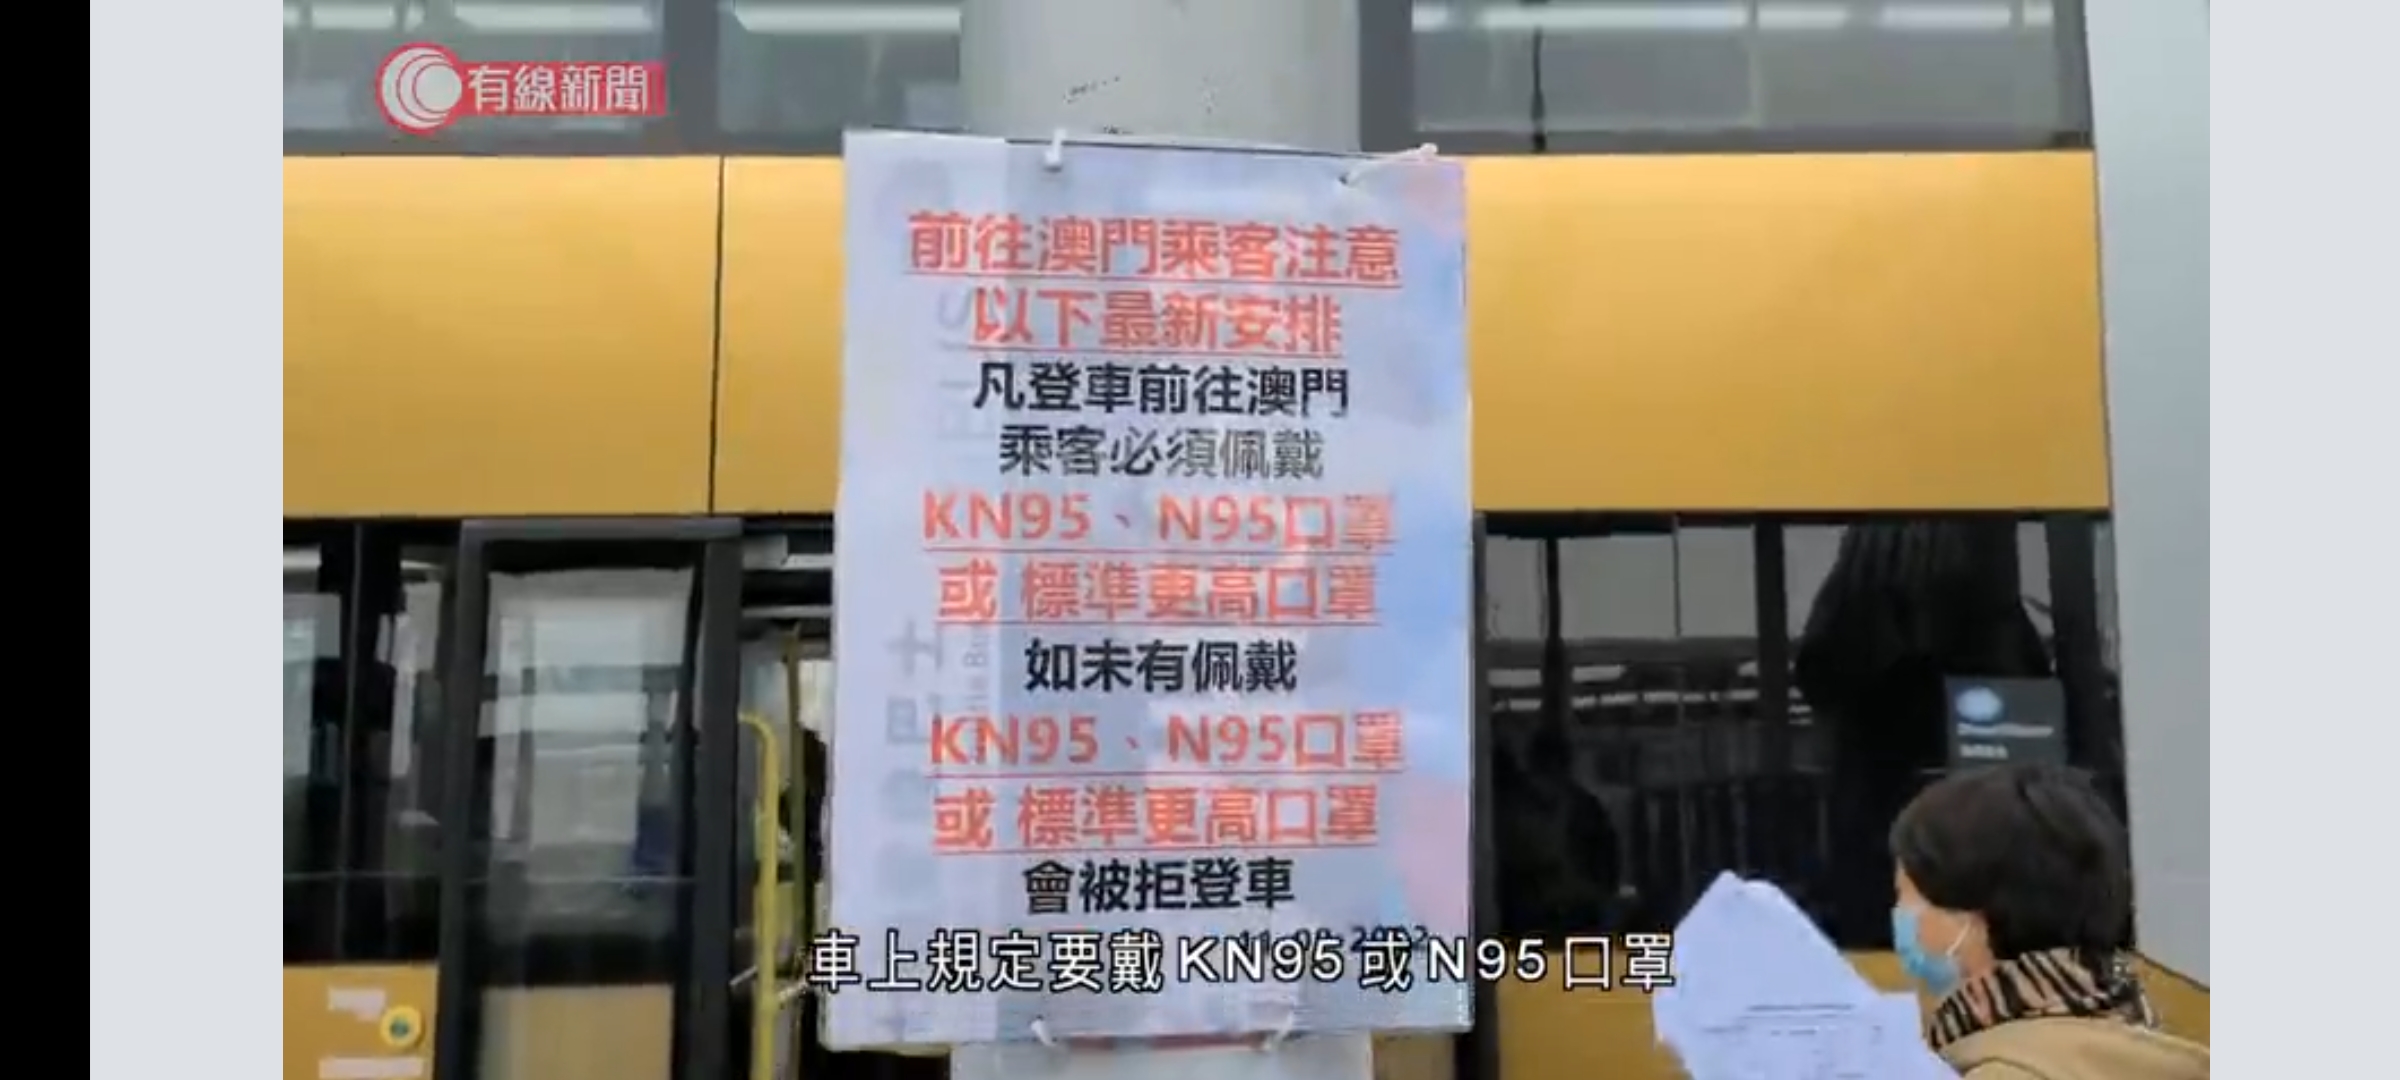 有線新聞
前往澳門乘客注意
以下最新安排
凡登車前往澳門
乘客必須佩戴
KN95、N95口罩
或 標準更高口罩
如未有佩戴
KN95、N95口罩
或 標準更高口罩
會被拒登車
車上規定要戴KN95或N95口罩